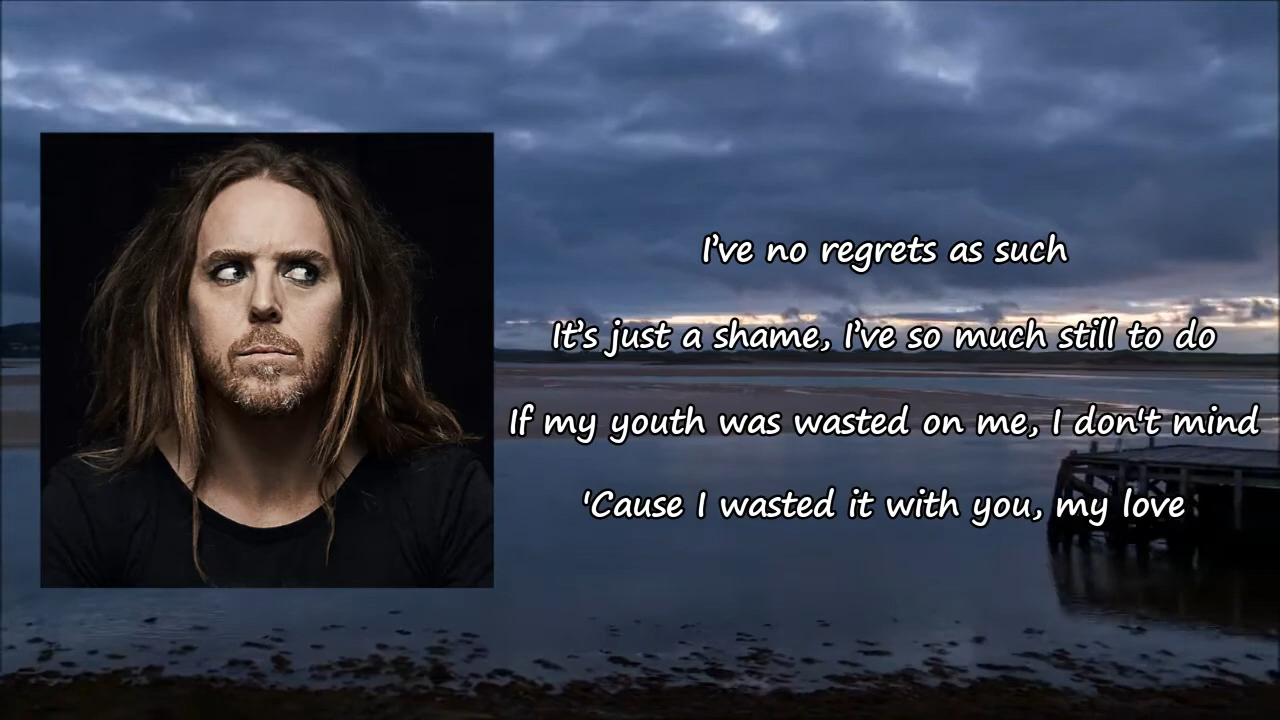 I’ve no regrets as such
It’s just a shame, I’ve so much still to do
If my youth was wasted on me, I don't mind
'Cause I wasted it with you, my love